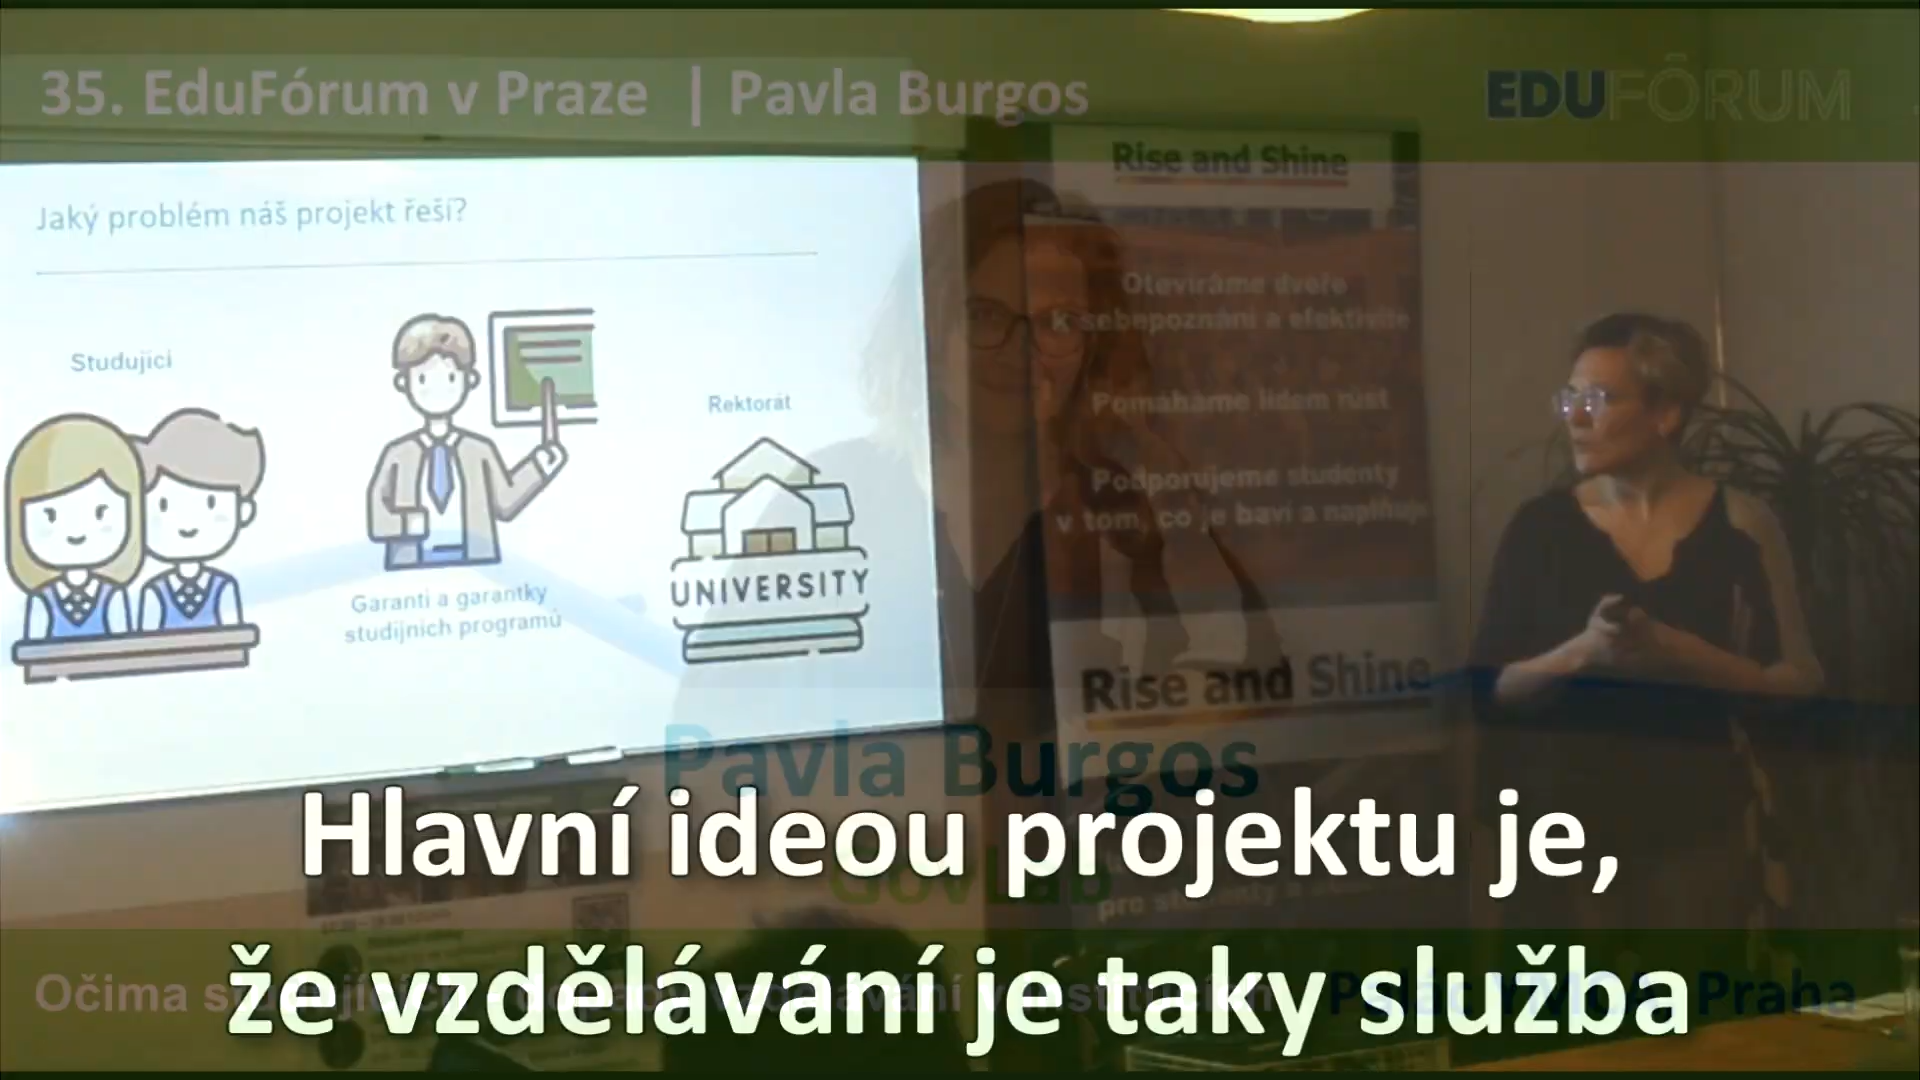 35. EduFórum v Praze | Pavla Burgos
EDUFÓRUM
Rise and Shine
Jaký problém náš projekt řeší?
Otevíráme dveře
k sebepoznání a efektivitě
Studující
Rektorát
Pomáháme lidem růst
Podporujeme studenty
v tom, co je baví a naplňuje
UNIVERSITY
Garanti a garantky
studijních programů
Rise and Shine
Pavla Burgos
GovLab
Hlavní ideou projektu je,
že vzdělávání je taky služba
Očima
Praha